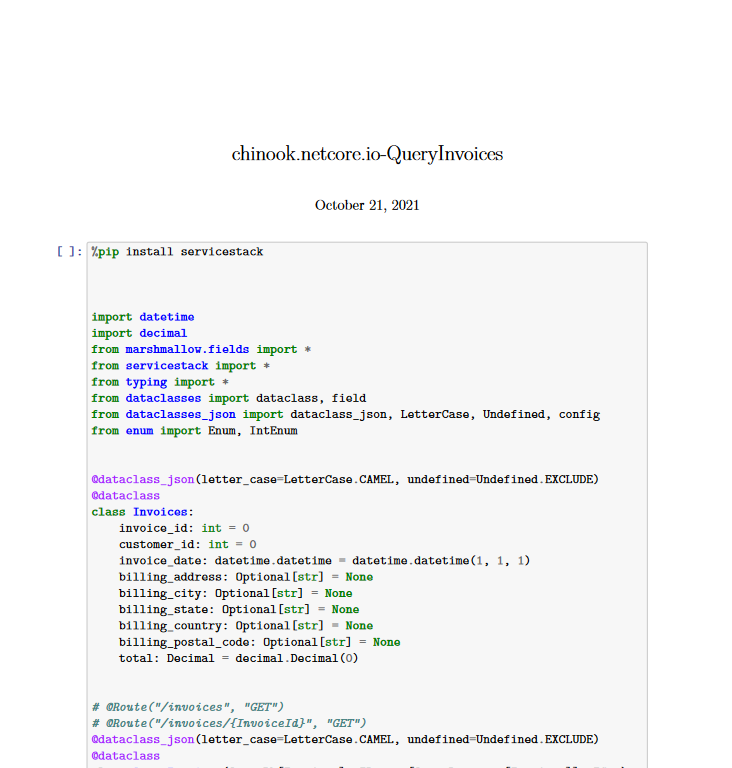 chinook.netcore.io-QueryInvoices
October 21, 2021
[ ]: %pip install servicestack
import datetime
import decimal
from marshmallow.fields import *
from servicestack import *
from typing import *
from dataclasses import dataclass, field
from dataclasses_json import dataclass_json, LetterCase, Undefined, config
from enum import Enum, IntEnum
@dataclass_json(letter_case=LetterCase.CAMEL, undefined=Undefined.EXCLUDE)
@dataclass
class Invoices:
    invoice_id: int = 0
    customer_id: int = 0
    invoice_date: datetime.datetime = datetime.datetime(1, 1, 1)
    billing_address: Optional[str] = None
    billing_city: Optional[str] = None
    billing_state: Optional[str] = None
    billing_country: Optional[str] = None
    billing_postal_code: Optional[str] = None
    total: Decimal = decimal.Decimal(0)
# @Route("/invoices", "GET")
# @Route("/invoices/{InvoiceId}", "GET")
@dataclass_json(letter_case=LetterCase.CAMEL, undefined=Undefined.EXCLUDE)
@dataclass